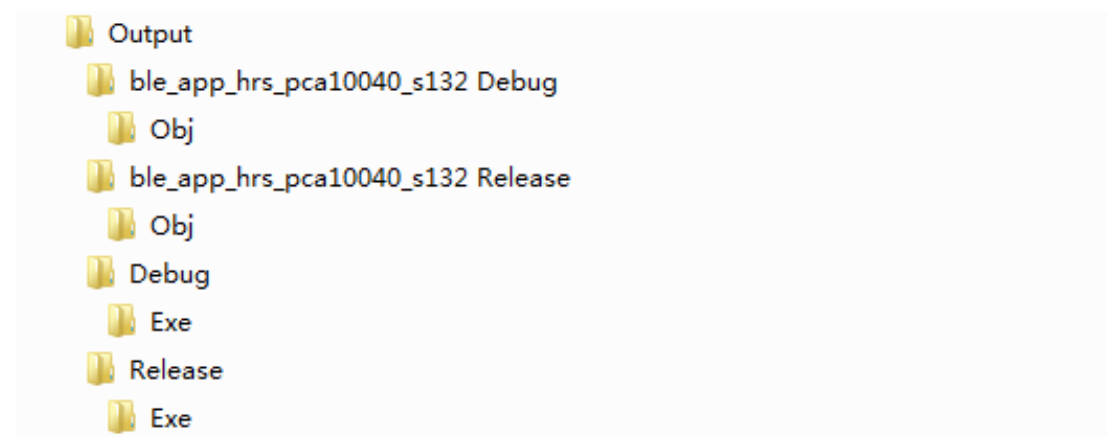 Output
ble_app_hrs_pca10040_s132 Debug
Obj
ble_app_hrs_pca10040_s132 Release
Obj
Debug
Exe
Release
Exe